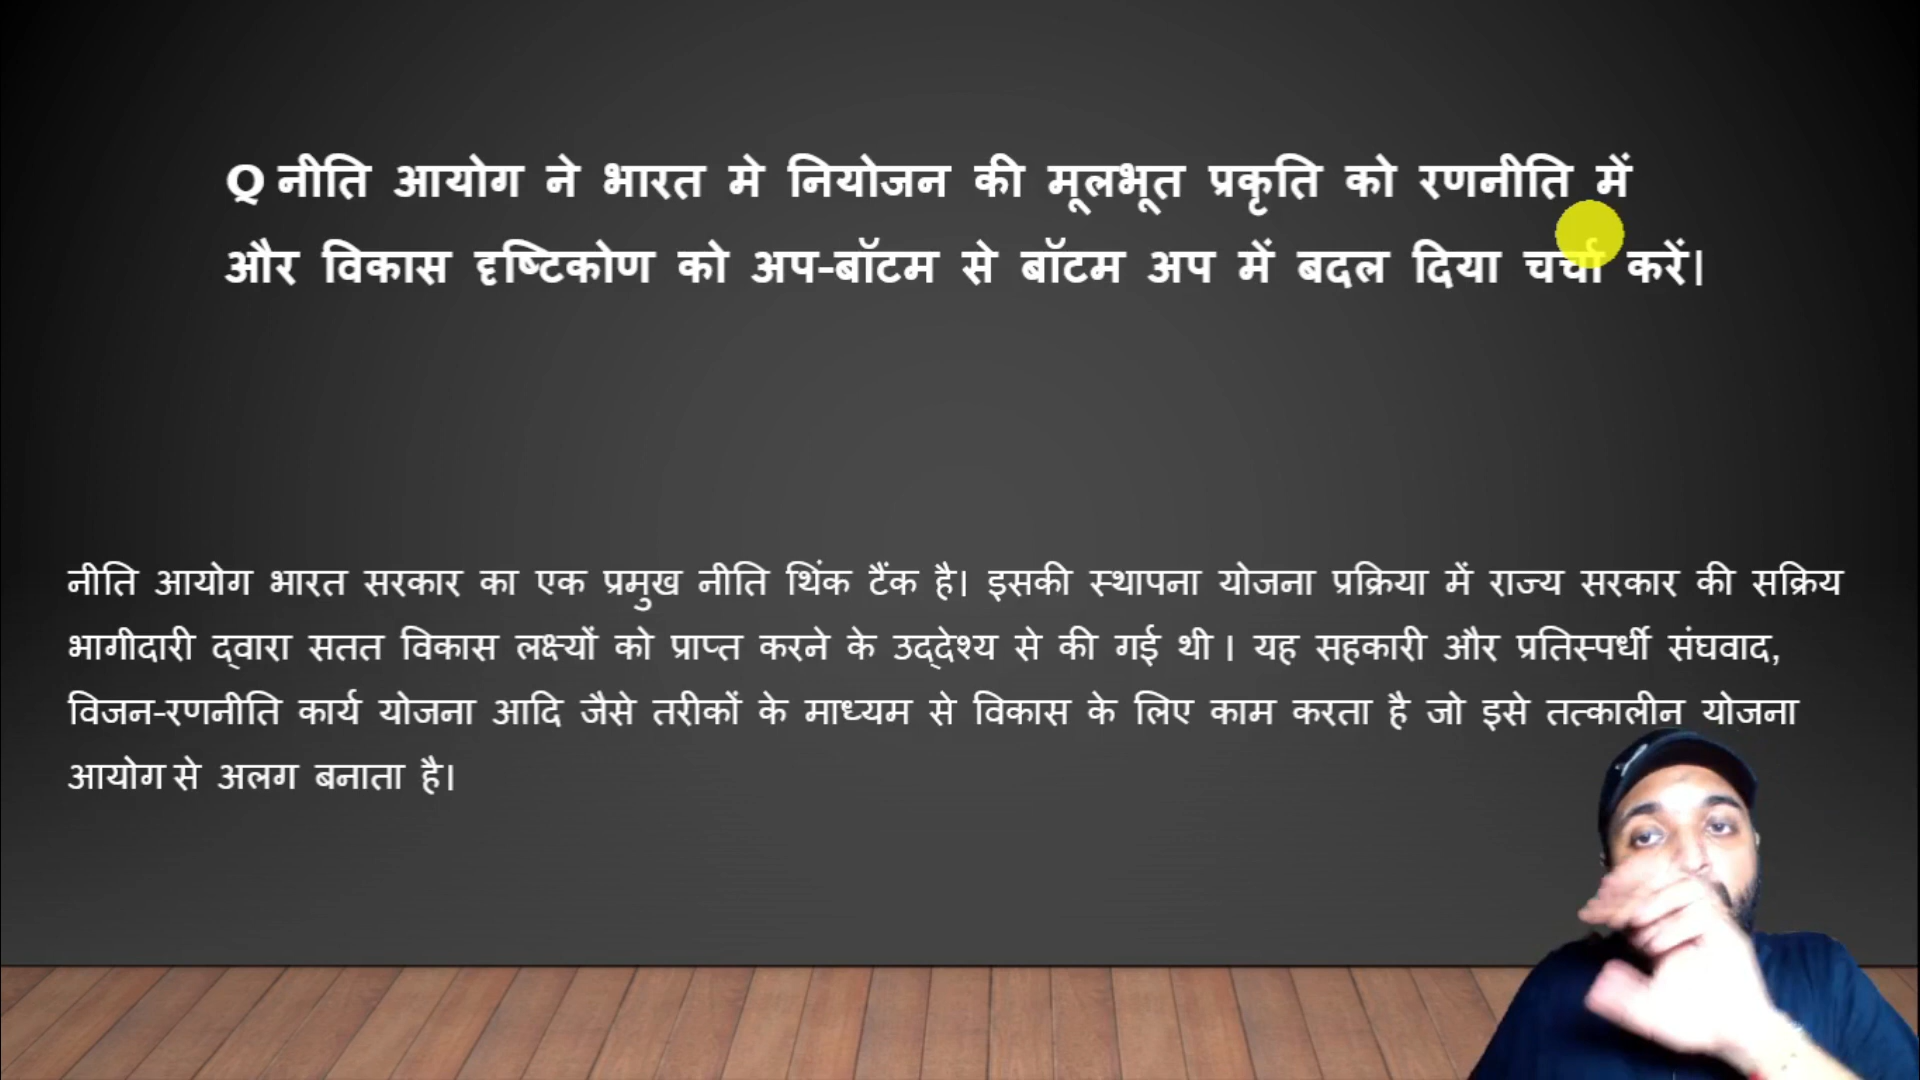 Q नीति आयोग ने भारत मे नियोजन की मूलभूत प्रकृति को रणनीति में
और विकास दृष्टिकोण को अप-बॉटम से बॉटम अप में बदल दिया चर्चा करें।
नीति आयोग भारत सरकार का एक प्रमुख नीति थिंक टैंक है। इसकी स्थापना योजना प्रक्रिया में राज्य सरकार की सक्रिय
भागीदारी द्वारा सतत विकास लक्ष्यों को प्राप्त करने के उद्देश्य से की गई थी । यह सहकारी और प्रतिस्पर्धी संघवाद,
विजन-रणनीति कार्य योजना आदि जैसे तरीकों के माध्यम से विकास के लिए काम करता है जो इसे तत्कालीन योजना
आयोग से अलग बनाता है।